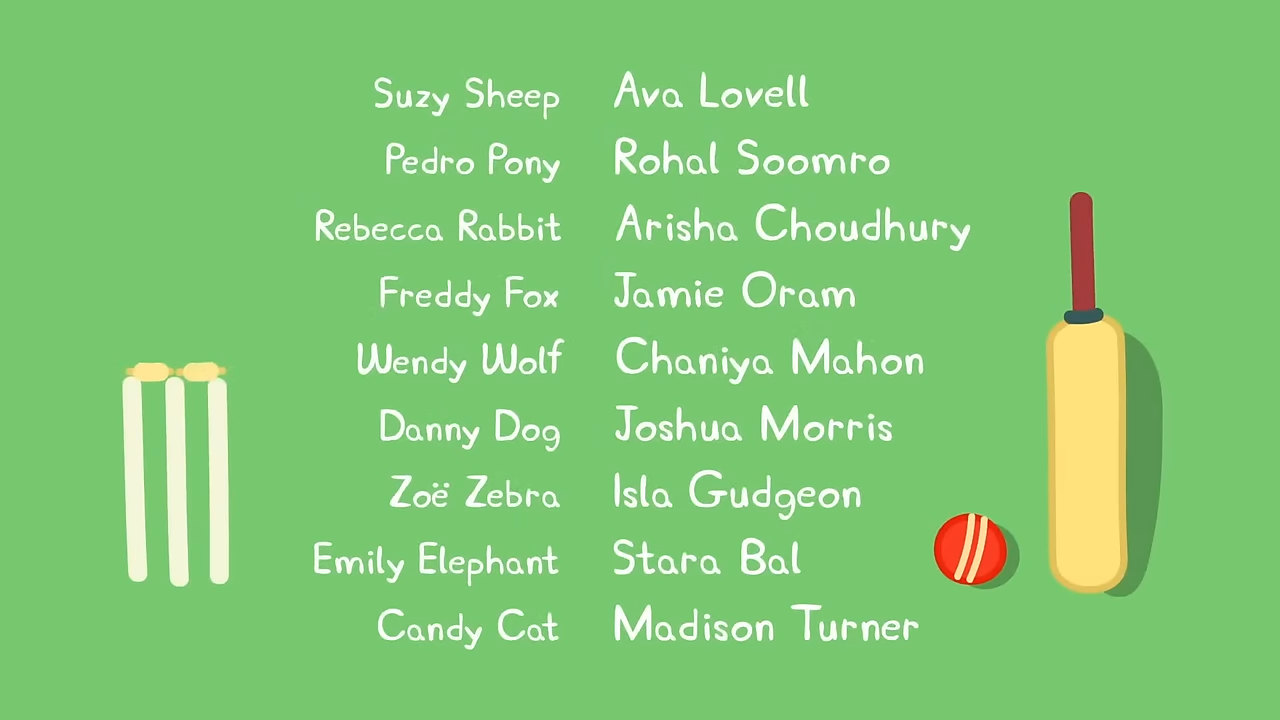 Suzy Sheep Ava Lovell
Pedro Pony Rohal Soomro
Rebecca Rabbit Arisha Choudhury
Freddy Fox Jamie Oram
Wendy Wolf Chaniya Mahon
Danny Dog Joshua Morris
Zoë Zebra Isla Gudgeon
Emily Elephant Stara Bal
Candy Cat Madison Turner